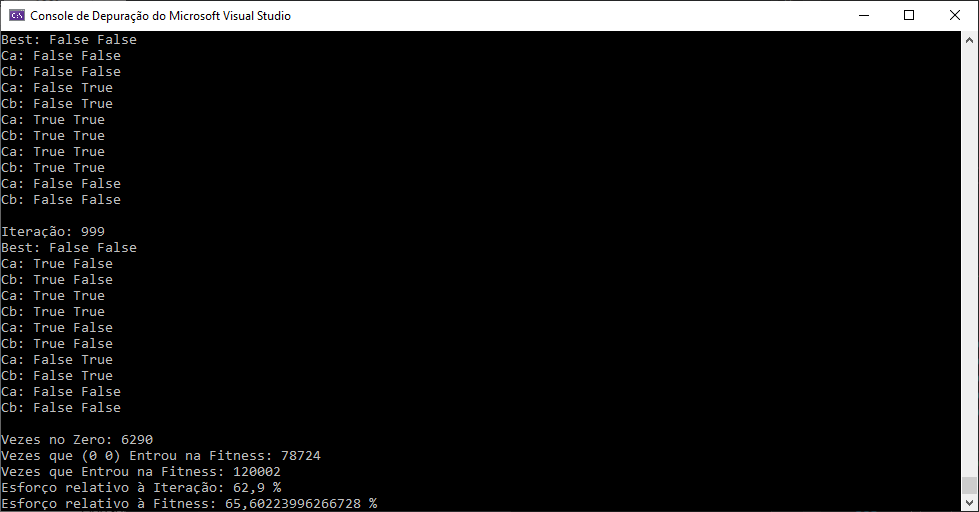 Console de Depuração do Microsoft Visual Studio
Best: False False
Ca: False False
Cb: False False
Ca: False True
Cb: False True
Ca: True True
Cb: True True
Ca: True True
Cb: True True
Ca: False False
Cb: False False
Iteração: 999
Best: False False
Ca: True False
Cb: True False
Ca: True True
Cb: True True
Ca: True False
Cb: True False
Ca: False True
Cb: False True
Ca: False False
Cb: False False
Vezes no Zero: 6290
Vezes que (0 0) Entrou na Fitness: 78724
Vezes que Entrou na Fitness: 120002
Esforço relativo à Iteração: 62,9 %
Esforço relativo à Fitness: 65,60223996266728 %